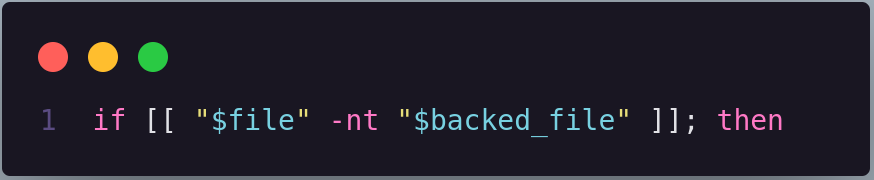 1 if [[ "$file" -nt "$backed_file" ]]; then